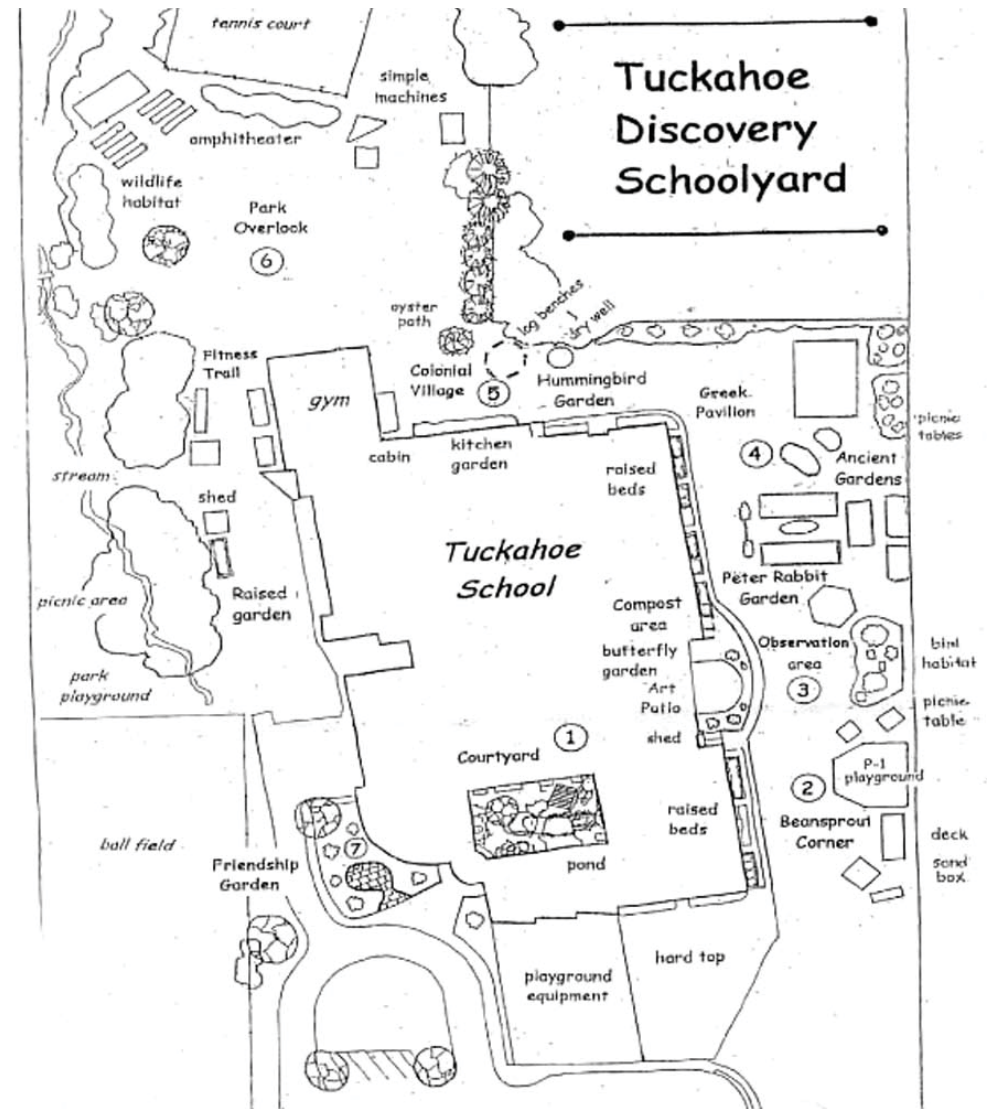 tennis court
Tuckahoe
Discovery
Schoolyard
simple
machines
amphitheater
wildlife
habitat
Park
Overlook
6
oyster
path
log benches
dry well
Fitness
Trail
Colonial
Village
5
Hummingbird
Garden
gym
Greek
Pavilion
picnic
tables
cabin
kitchen
garden
raised
beds
4
Ancient
Gardens
stream
shed
Tuckahoe
School
Peter Rabbit
Garden
picnic area
Raised
garden
Compost
area
Observation
area
3
bird
habitat
butterfly
garden
Art
Patio
park
playground
picnic
table
shed
1
Courtyard
P-1
playground
2
raised
beds
Beansprout
Corner
deck
sand
box
ball field
7
Friendship
Garden
pond
playground
equipment
hard top